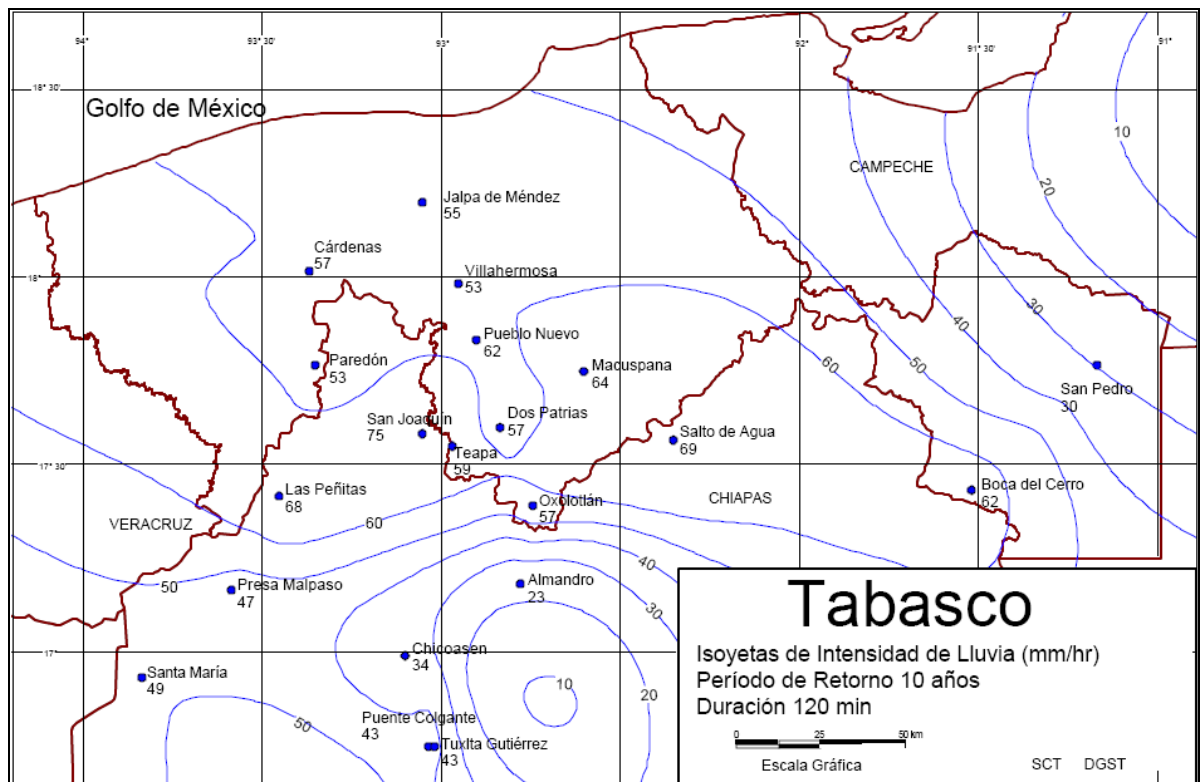 94°
93° 30'
93°
92°
91° 30'
91°
18° 30'
Golfo de México
10
CAMPECHE
20
Jalpa de Méndez
55
Cárdenas
57
18°
Villahermosa
53
30
40
Pueblo Nuevo
62
50
60
Paredón
53
Macuspana
64
San Pedro
30
San Joaquín
75
Dos Patrias
57
Teapa
59
Salto de Agua
69
17° 30'
Las Peñitas
68
Oxolotlán
57
CHIAPAS
Boca del Cerro
62
VERACRUZ
60
40
50
Presa Malpaso
47
Almandro
23
30
17°
Chicoasen
34
Santa María
49
10
20
50
Puente Colgante
43
Tuxlta Gutiérrez
43
Tabasco
Isoyetas de Intensidad de Lluvia (mm/hr)
Período de Retorno 10 años
Duración 120 min
0 25 50 km
Escala Gráfica
SCT DGST